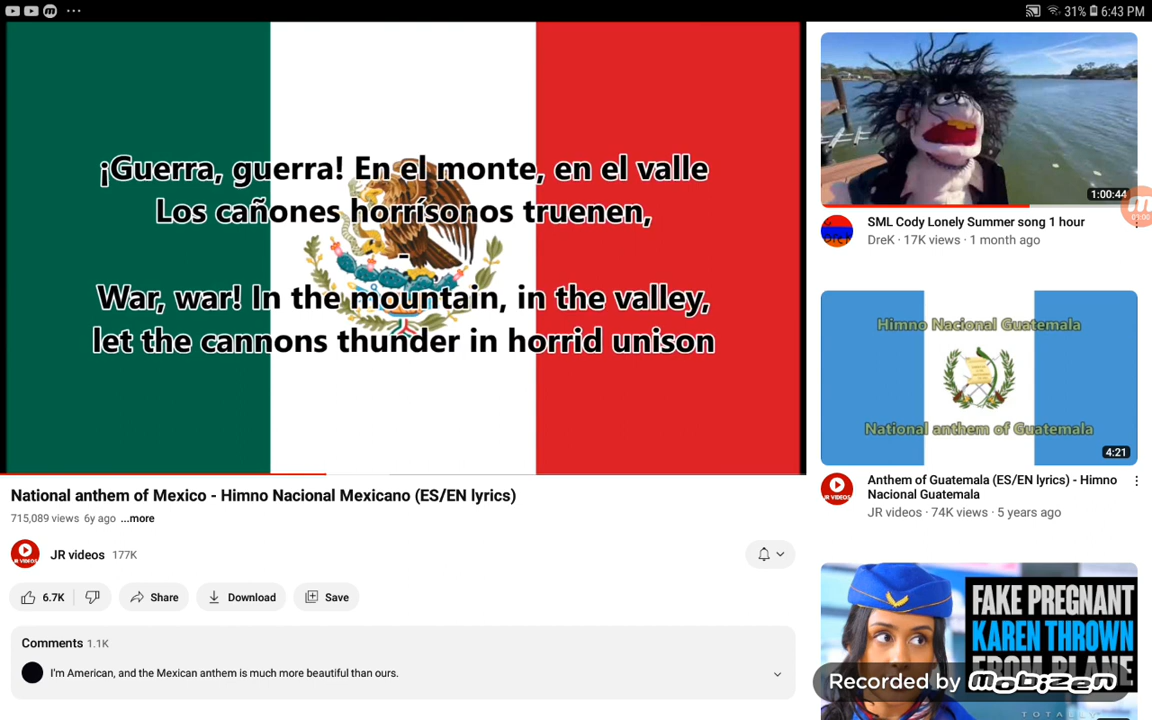 31% 6:43 PM
¡Guerra, guerra! En el monte, en el valle
Los cañones horrísonos truenen,
-
War, war! In the mountain, in the valley,
let the cannons thunder in horrid unison
National anthem of Mexico - Himno Nacional Mexicano (ES/EN lyrics)
715,089 views 6y ago ...more
JR videos 177K
6.7K Share Download Save
Comments 1.1K
I'm American, and the Mexican anthem is much more beautiful than ours.
1:00:44
SML Cody Lonely Summer song 1 hour
DreK · 17K views · 1 month ago
Himno Nacional Guatemala
National anthem of Guatemala
4:21
Anthem of Guatemala (ES/EN lyrics) - Himno
Nacional Guatemala
JR videos · 74K views · 5 years ago
FAKE PREGNANT
KAREN THROWN
FROM PLANE
Recorded by mobizen